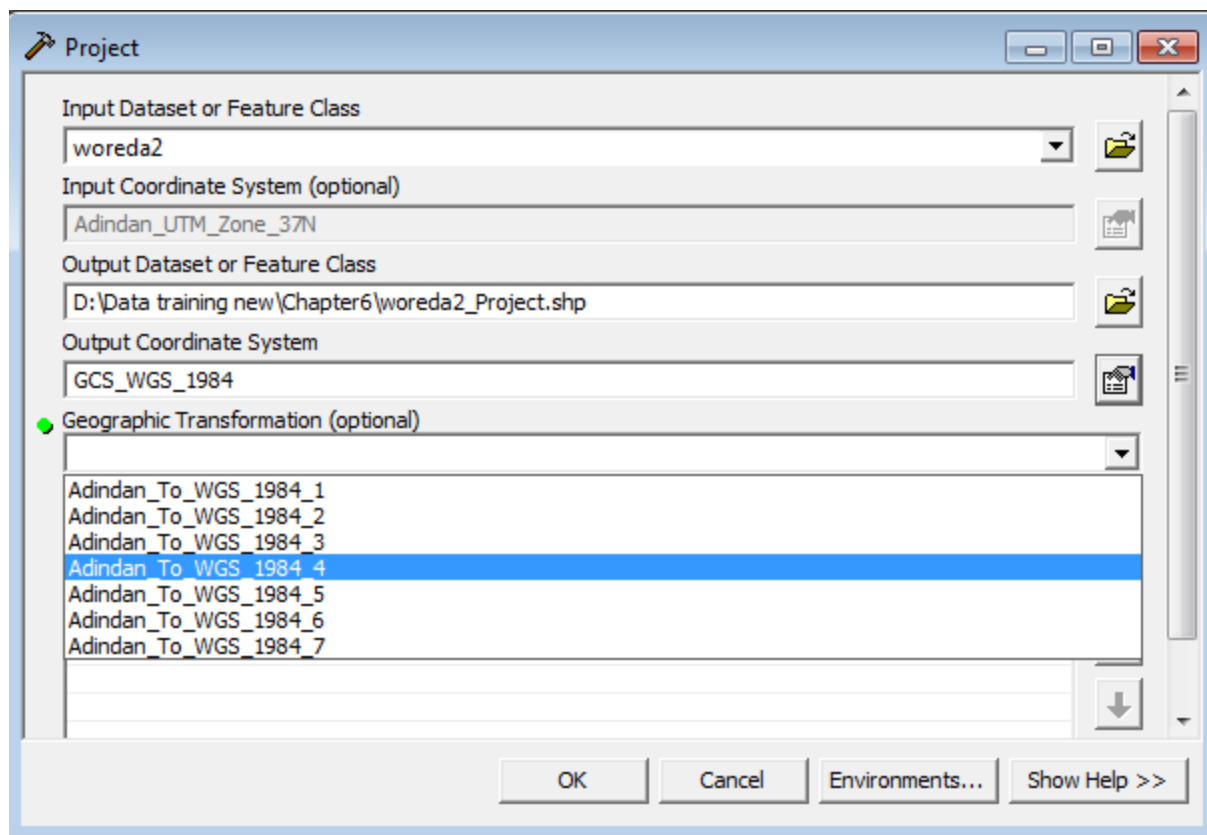 Project
Input Dataset or Feature Class
woreda2
Input Coordinate System (optional)
Adindan_UTM_Zone_37N
Output Dataset or Feature Class
D:\Data training new\Chapter6\woreda2_Project.shp
Output Coordinate System
GCS_WGS_1984
Geographic Transformation (optional)
Adindan_To_WGS_1984_1
Adindan_To_WGS_1984_2
Adindan_To_WGS_1984_3
Adindan_To_WGS_1984_4
Adindan_To_WGS_1984_5
Adindan_To_WGS_1984_6
Adindan_To_WGS_1984_7
OK Cancel Environments... Show Help >>